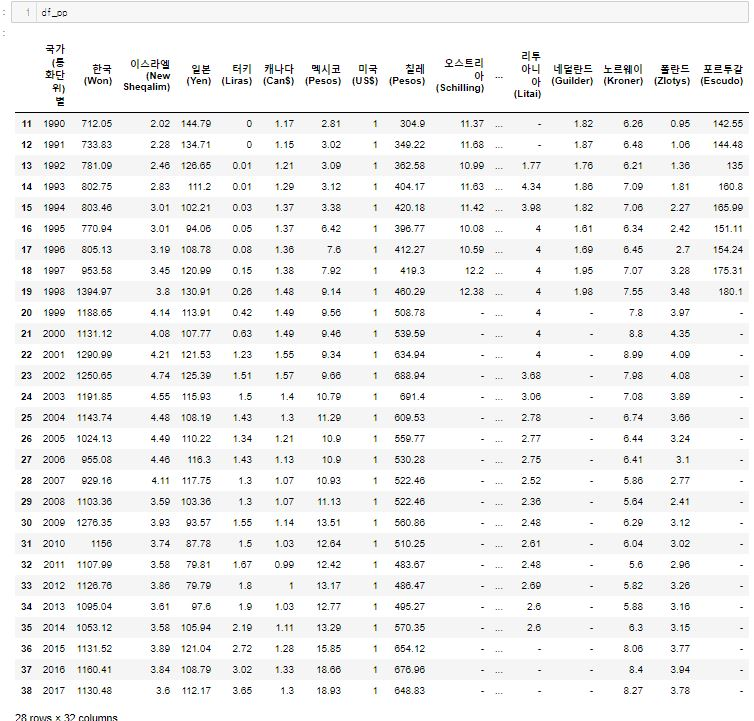 : 1 df_pp
:
국가(통화단위)별 한국(Won) 이스라엘(New Sheqalim) 일본(Yen) 터키(Liras) 캐나다(Can$) 멕시코(Pesos) 미국(US$) 칠레(Pesos) 오스트리아(Schilling) ... 리투아니아(Litai) 네덜란드(Guilder) 노르웨이(Kroner) 폴란드(Zlotys) 포르투갈(Escudo)
11 1990 712.05 2.02 144.79 0 1.17 2.81 1 304.9 11.37 ... - 1.82 6.26 0.95 142.55
12 1991 733.83 2.28 134.71 0 1.15 3.02 1 349.22 11.68 ... - 1.87 6.48 1.06 144.48
13 1992 781.09 2.46 126.65 0.01 1.21 3.09 1 362.58 10.99 ... 1.77 1.76 6.21 1.36 135
14 1993 802.75 2.83 111.2 0.01 1.29 3.12 1 404.17 11.63 ... 4.34 1.86 7.09 1.81 160.8
15 1994 803.46 3.01 102.21 0.03 1.37 3.38 1 420.18 11.42 ... 3.98 1.82 7.06 2.27 165.99
16 1995 770.94 3.01 94.06 0.05 1.37 6.42 1 396.77 10.08 ... 4 1.61 6.34 2.42 151.11
17 1996 805.13 3.19 108.78 0.08 1.36 7.6 1 412.27 10.59 ... 4 1.69 6.45 2.7 154.24
18 1997 953.58 3.45 120.99 0.15 1.38 7.92 1 419.3 12.2 ... 4 1.95 7.07 3.28 175.31
19 1998 1394.97 3.8 130.91 0.26 1.48 9.14 1 460.29 12.38 ... 4 1.98 7.55 3.48 180.1
20 1999 1188.65 4.14 113.91 0.42 1.49 9.56 1 508.78 - ... 4 - 7.8 3.97 -
21 2000 1131.12 4.08 107.77 0.63 1.49 9.46 1 539.59 - ... 4 - 8.8 4.35 -
22 2001 1290.99 4.21 121.53 1.23 1.55 9.34 1 634.94 - ... 4 - 8.99 4.09 -
23 2002 1250.65 4.74 125.39 1.51 1.57 9.66 1 688.94 - ... 3.68 - 7.98 4.08 -
24 2003 1191.85 4.55 115.93 1.5 1.4 10.79 1 691.4 - ... 3.06 - 7.08 3.89 -
25 2004 1143.74 4.48 108.19 1.43 1.3 11.29 1 609.53 - ... 2.78 - 6.74 3.66 -
26 2005 1024.13 4.49 110.22 1.34 1.21 10.9 1 559.77 - ... 2.77 - 6.44 3.24 -
27 2006 955.08 4.46 116.3 1.43 1.13 10.9 1 530.28 - ... 2.75 - 6.41 3.1 -
28 2007 929.16 4.11 117.75 1.3 1.07 10.93 1 522.46 - ... 2.52 - 5.86 2.77 -
29 2008 1103.36 3.59 103.36 1.3 1.07 11.13 1 522.46 - ... 2.36 - 5.64 2.41 -
30 2009 1276.35 3.93 93.57 1.55 1.14 13.51 1 560.86 - ... 2.48 - 6.29 3.12 -
31 2010 1156 3.74 87.78 1.5 1.03 12.64 1 510.25 - ... 2.61 - 6.04 3.02 -
32 2011 1107.99 3.58 79.81 1.67 0.99 12.42 1 483.67 - ... 2.48 - 5.6 2.96 -
33 2012 1126.76 3.86 79.79 1.8 1 13.17 1 486.47 - ... 2.69 - 5.82 3.26 -
34 2013 1095.04 3.61 97.6 1.9 1.03 12.77 1 495.27 - ... 2.6 - 5.88 3.16 -
35 2014 1053.12 3.58 105.94 2.19 1.11 13.29 1 570.35 - ... 2.6 - 6.3 3.15 -
36 2015 1131.52 3.89 121.04 2.72 1.28 15.85 1 654.12 - ... - - 8.06 3.77 -
37 2016 1160.41 3.84 108.79 3.02 1.33 18.66 1 676.96 - ... - - 8.4 3.94 -
38 2017 1130.48 3.6 112.17 3.65 1.3 18.93 1 648.83 - ... - - 8.27 3.78 -
28 rows × 32 columns